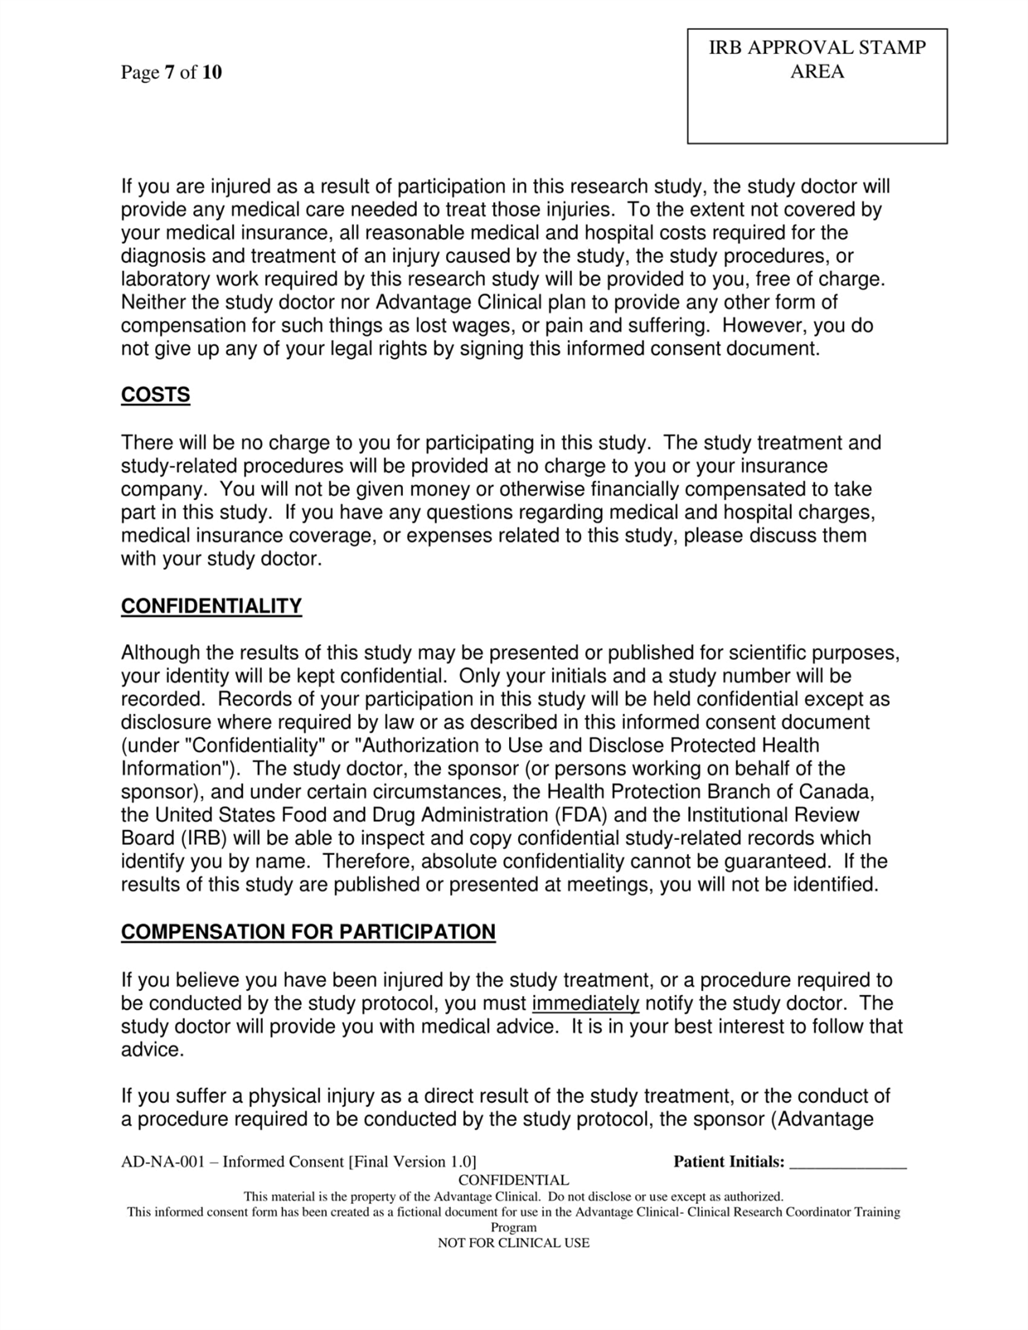 IRB APPROVAL STAMP
AREA
Page 7 of 10
If you are injured as a result of participation in this research study, the study doctor will
provide any medical care needed to treat those injuries.  To the extent not covered by
your medical insurance, all reasonable medical and hospital costs required for the
diagnosis and treatment of an injury caused by the study, the study procedures, or
laboratory work required by this research study will be provided to you, free of charge.
Neither the study doctor nor Advantage Clinical plan to provide any other form of
compensation for such things as lost wages, or pain and suffering.  However, you do
not give up any of your legal rights by signing this informed consent document.
COSTS
There will be no charge to you for participating in this study.  The study treatment and
study-related procedures will be provided at no charge to you or your insurance
company.  You will not be given money or otherwise financially compensated to take
part in this study.  If you have any questions regarding medical and hospital charges,
medical insurance coverage, or expenses related to this study, please discuss them
with your study doctor.
CONFIDENTIALITY
Although the results of this study may be presented or published for scientific purposes,
your identity will be kept confidential.  Only your initials and a study number will be
recorded.  Records of your participation in this study will be held confidential except as
disclosure where required by law or as described in this informed consent document
(under "Confidentiality" or "Authorization to Use and Disclose Protected Health
Information").  The study doctor, the sponsor (or persons working on behalf of the
sponsor), and under certain circumstances, the Health Protection Branch of Canada,
the United States Food and Drug Administration (FDA) and the Institutional Review
Board (IRB) will be able to inspect and copy confidential study-related records which
identify you by name.  Therefore, absolute confidentiality cannot be guaranteed.  If the
results of this study are published or presented at meetings, you will not be identified.
COMPENSATION FOR PARTICIPATION
If you believe you have been injured by the study treatment, or a procedure required to
be conducted by the study protocol, you must immediately notify the study doctor.  The
study doctor will provide you with medical advice.  It is in your best interest to follow that
advice.
If you suffer a physical injury as a direct result of the study treatment, or the conduct of
a procedure required to be conducted by the study protocol, the sponsor (Advantage
AD-NA-001 – Informed Consent [Final Version 1.0] Patient Initials: ______________
CONFIDENTIAL
This material is the property of the Advantage Clinical.  Do not disclose or use except as authorized.
This informed consent form has been created as a fictional document for use in the Advantage Clinical- Clinical Research Coordinator Training
Program
NOT FOR CLINICAL USE